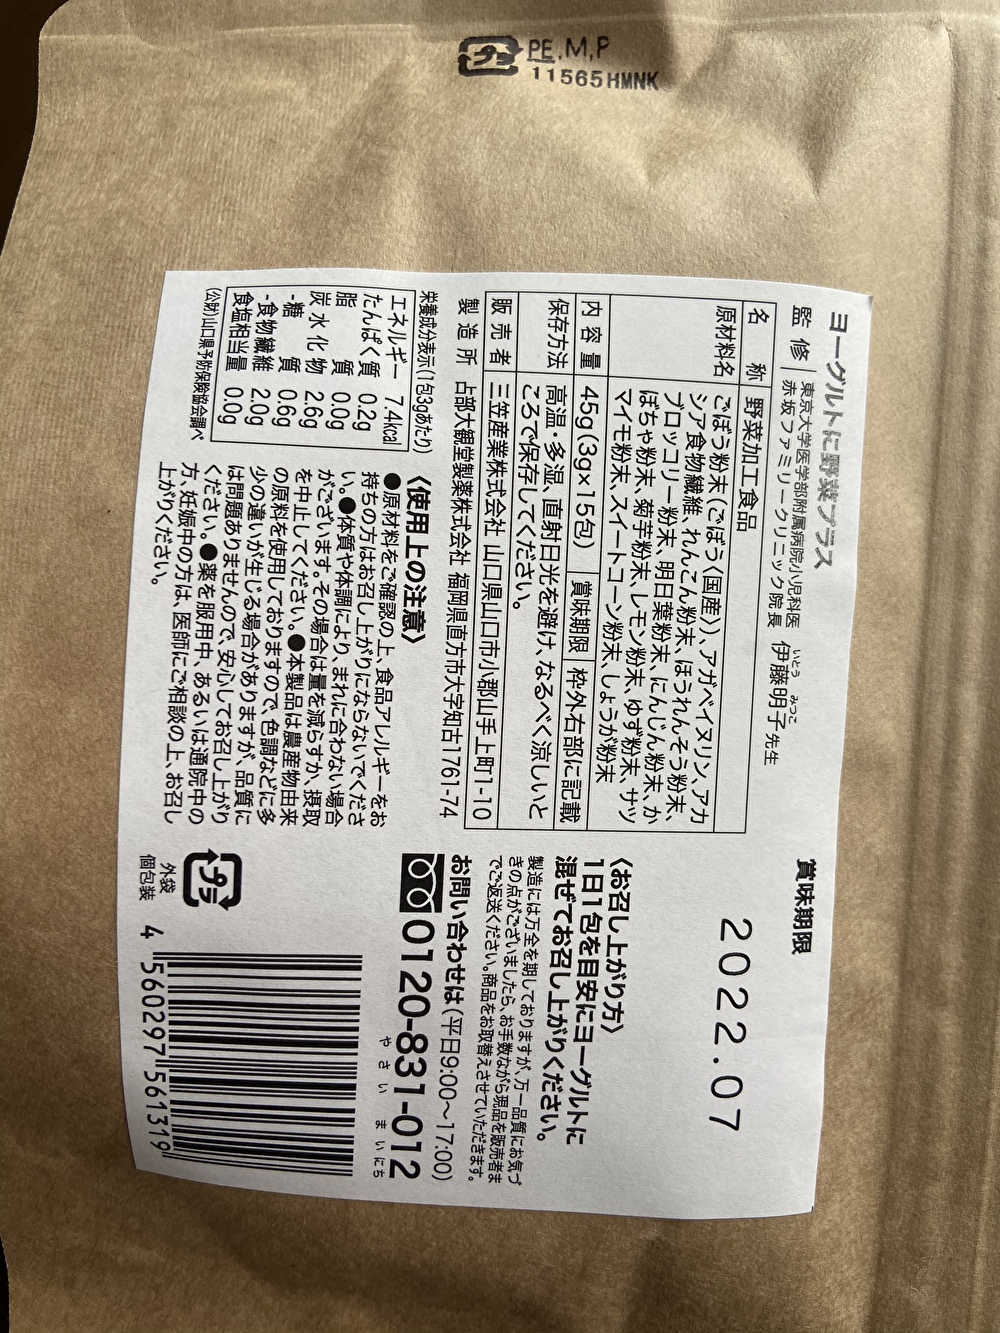 PE,M,P
11565HMNK
プラ
ヨーグルトに野菜プラス
監修
東京大学医学部附属病院小児科医
赤坂ファミリークリニック院長
いとう みつこ
伊藤明子先生
名称 野菜加工食品
原材料名 ごぼう粉末(ごぼう〈国産〉)、アガベイヌリン、アカ
シア食物繊維、れんこん粉末、ほうれんそう粉末、
ブロッコリー粉末、明日葉粉末、にんじん粉末、か
ぼちゃ粉末、菊芋粉末、レモン粉末、ゆず粉末、サツ
マイモ粉末、スイートコーン粉末、しょうが粉末
内容量 45g(3g×15包) 賞味期限 枠外右部に記載
保存方法 高温・多湿、直射日光を避け、なるべく涼しいと
ころで保存してください。
販売者 三笠産業株式会社 山口県山口市小郡山手上町1-10
製造所 占部大観堂製薬株式会社 福岡県直方市大字知古1761-74
栄養成分表示(1包3gあたり)
エネルギー 7.4kcal
たんぱく質 0.2g
脂質 0.0g
炭水化物 2.6g
-糖質 0.6g
-食物繊維 2.0g
食塩相当量 0.0g
(公財)山口県予防保険協会調べ
〈使用上の注意〉
●原材料をご確認の上、食品アレルギーをお
持ちの方はお召し上がりにならないでくださ
い。●体質や体調により、まれに合わない場合
がございます。その場合は量を減らすか、摂取
を中止してください。●本製品は農産物由来
の原料を使用しておりますので、色調などに多
少の違いが生じる場合がありますが、品質に
は問題ありませんので、安心してお召し上がり
ください。●薬を服用中、あるいは通院中の
方、妊娠中の方は、医師にご相談の上、お召し
上がりください。
賞味期限
2022.07
〈お召し上がり方〉
1日1包を目安にヨーグルトに
混ぜてお召し上がりください。
製造には万全を期しておりますが、万一品質にお気づ
きの点がございましたら、お手数ながら現品を販売者ま
でご返送ください。商品をお取替えさせていただきます。
お問い合わせは(平日9:00〜17:00)
0120-831-012
やさい まいにち
プラ
外袋
個包装
4 560297 561319